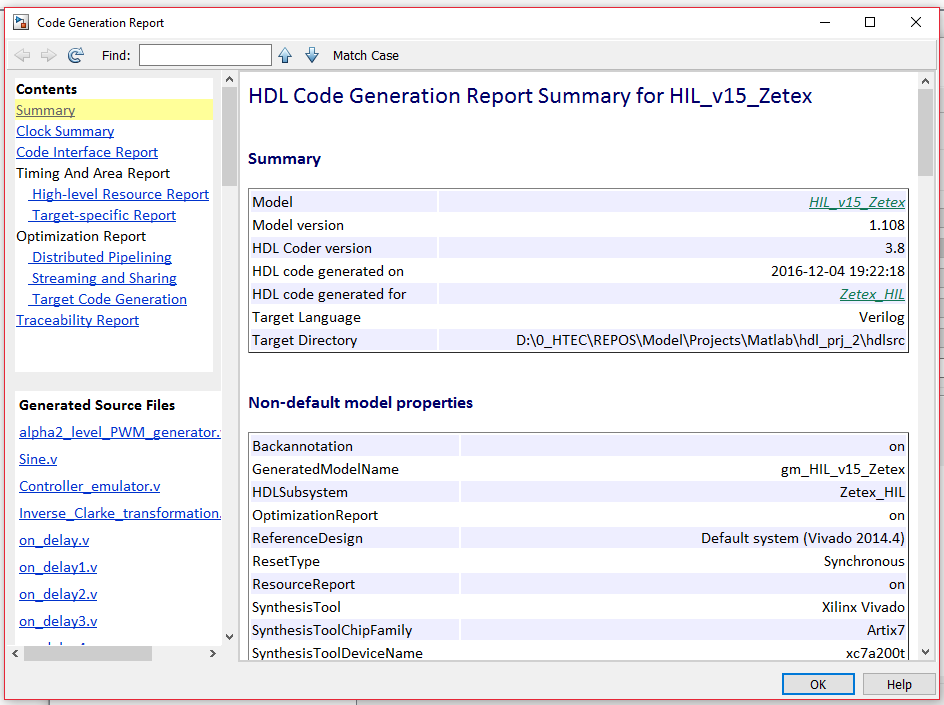 Code Generation Report
Find:
Match Case
Contents
Summary
Clock Summary
Code Interface Report
Timing And Area Report
High-level Resource Report
Target-specific Report
Optimization Report
Distributed Pipelining
Streaming and Sharing
Target Code Generation
Traceability Report
Generated Source Files
alpha2_level_PWM_generator.
Sine.v
Controller_emulator.v
Inverse_Clarke_transformation.
on_delay.v
on_delay1.v
on_delay2.v
on_delay3.v
HDL Code Generation Report Summary for HIL_v15_Zetex
Summary
Model HIL_v15_Zetex
Model version 1.108
HDL Coder version 3.8
HDL code generated on 2016-12-04 19:22:18
HDL code generated for Zetex_HIL
Target Language Verilog
Target Directory D:\0_HTEC\REPOS\Model\Projects\Matlab\hdl_prj_2\hdlsrc
Non-default model properties
Backannotation on
GeneratedModelName gm_HIL_v15_Zetex
HDLSubsystem Zetex_HIL
OptimizationReport on
ReferenceDesign Default system (Vivado 2014.4)
ResetType Synchronous
ResourceReport on
SynthesisTool Xilinx Vivado
SynthesisToolChipFamily Artix7
SynthesisToolDeviceName xc7a200t
OK
Help